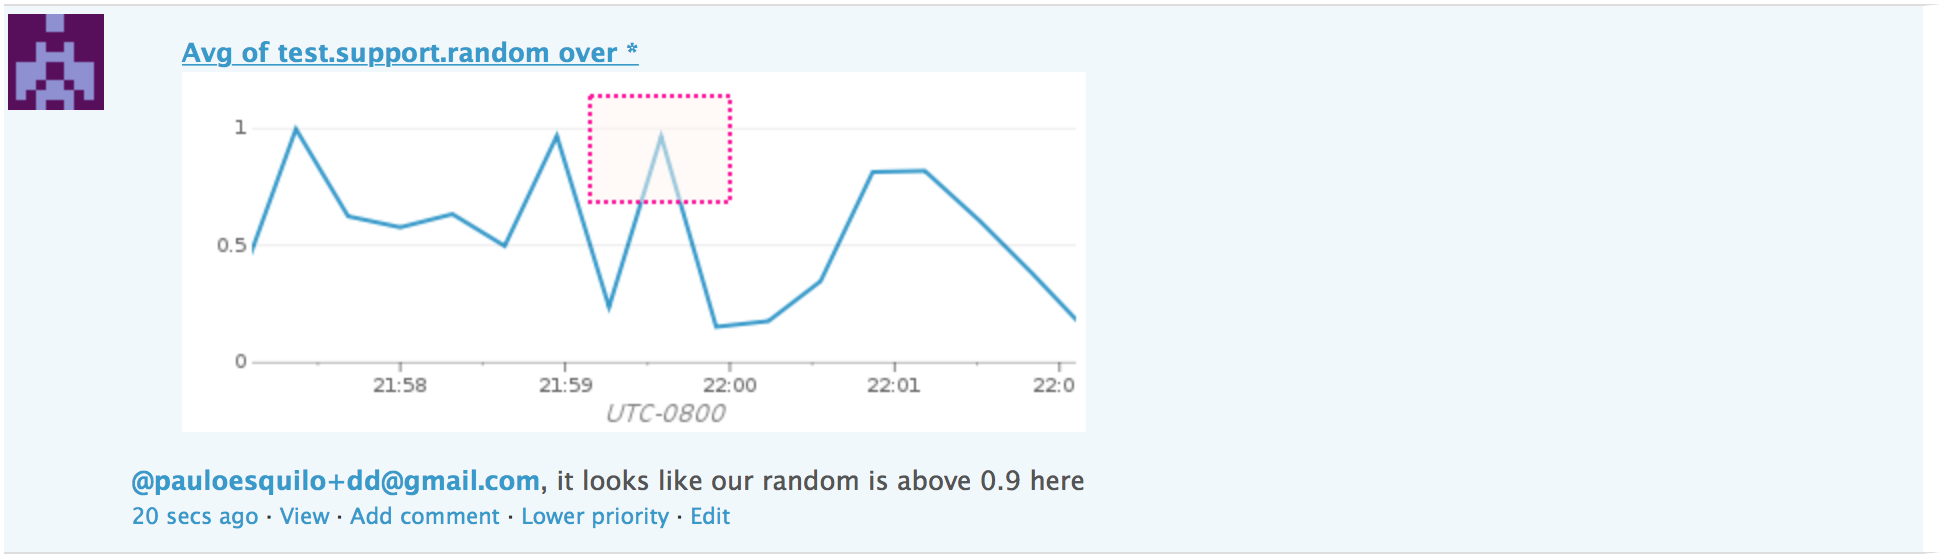 Avg of test.support.random over *
1
0.5
0
21:58 21:59 22:00 22:01 22:0
UTC-0800
@pauloesquilo+dd@gmail.com, it looks like our random is above 0.9 here
20 secs ago · View · Add comment · Lower priority · Edit